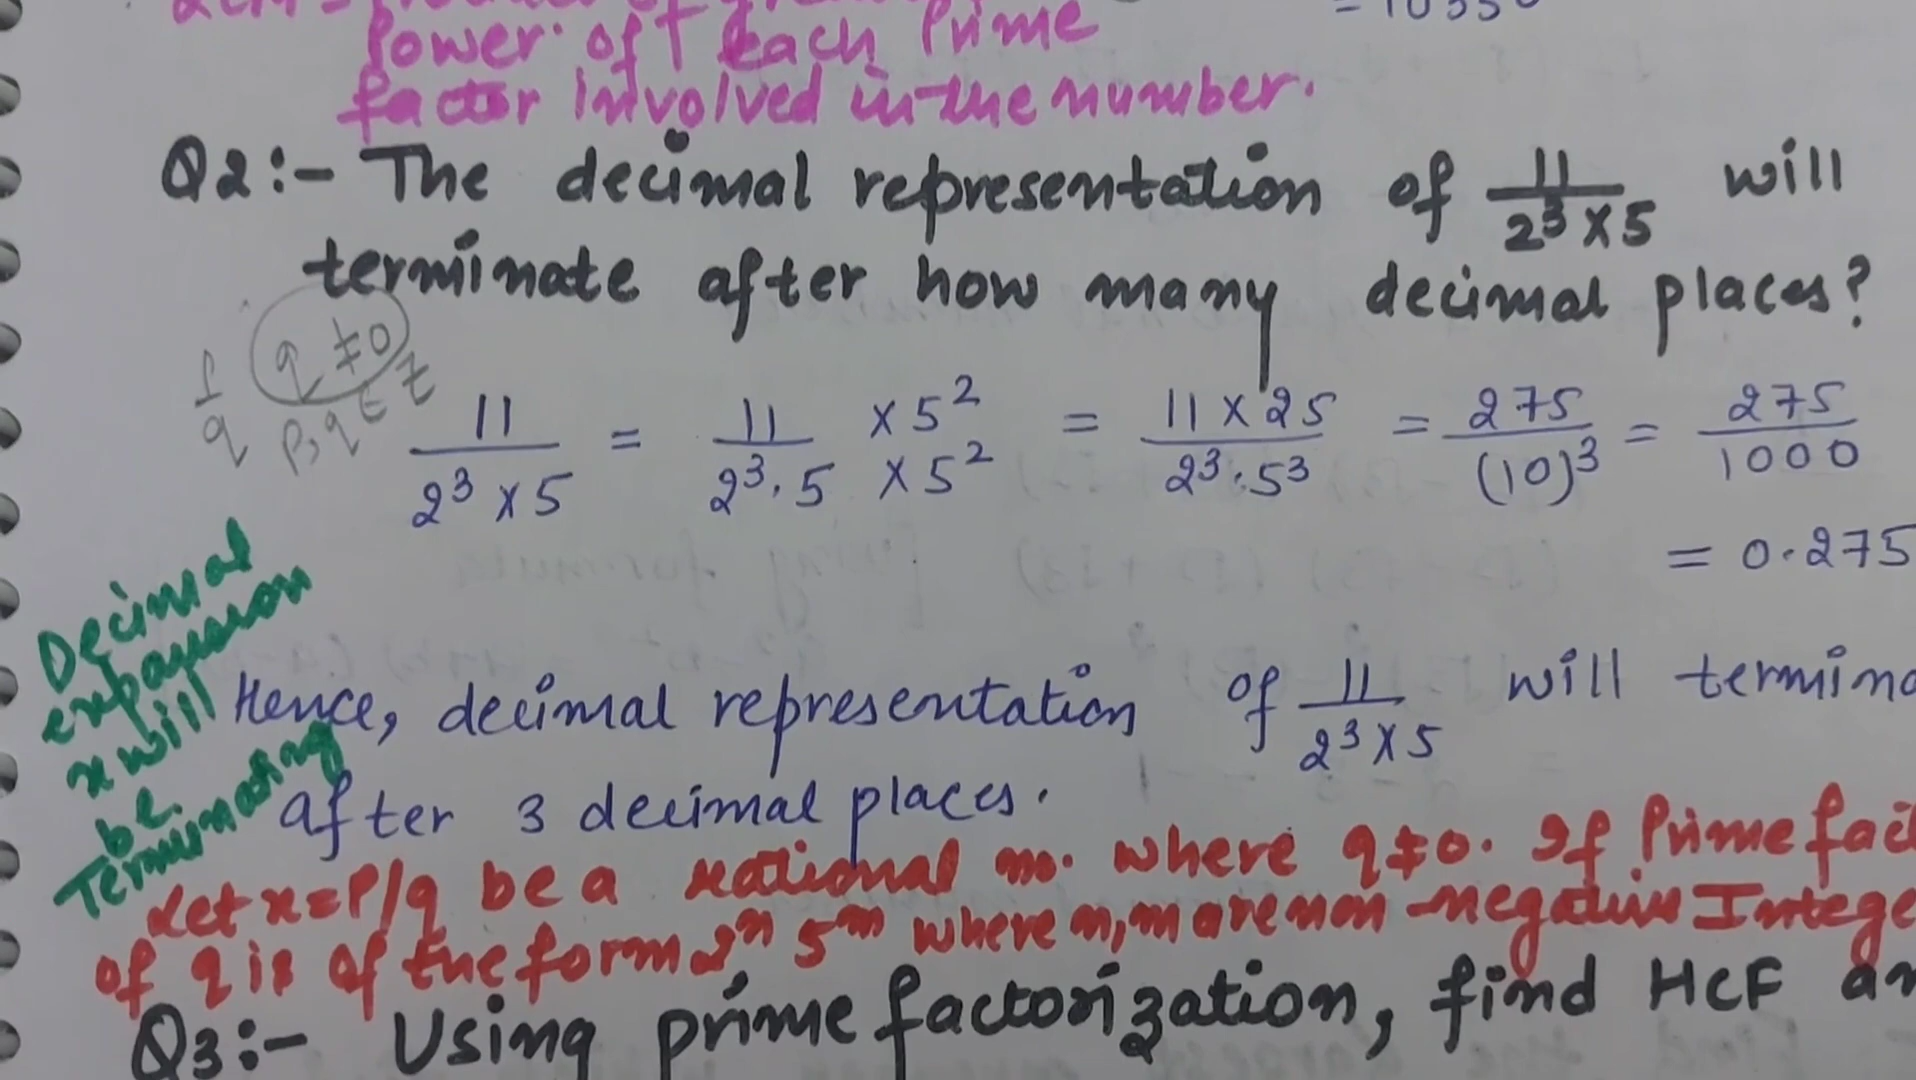 = 1033
Power of each Prime
factor involved in the number.
Q2:- The decimal representation of 11/2³×5 will
terminate after how many decimal places?
p/q q≠0
p,q ∈ Z
11/2³×5 = 11/2³.5 ×5²/×5² = 11×25/2³.5³ = 275/(10)³ = 275/1000
= 0.275
Decimal
expansion
x will
be
Terminating
Hence, decimal representation of 11/2³×5 will termina
after 3 decimal places.
Let x=P/q be a rational no. where q≠0. If Prime fact
of q is of the form 2ⁿ 5ᵐ where n,m are non-negative Intege
Q3:- Using prime factorization, find HCF an